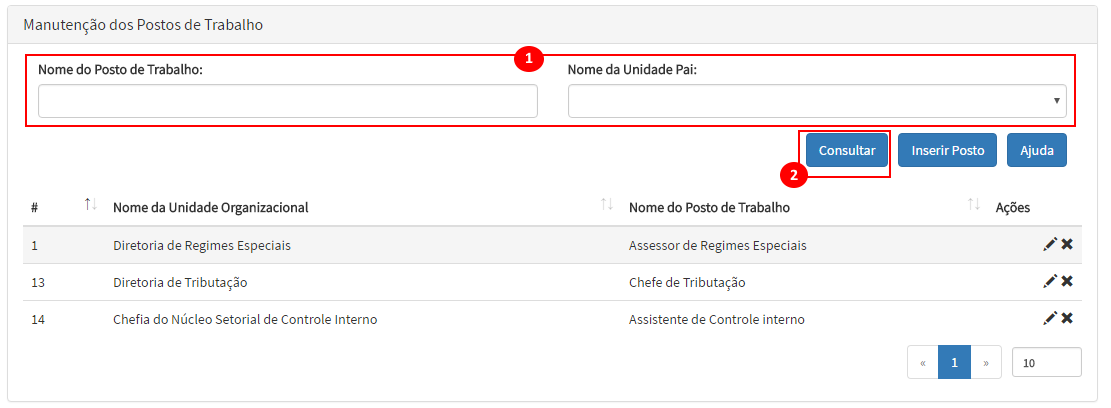 Manutenção dos Postos de Trabalho
1
Nome do Posto de Trabalho: Nome da Unidade Pai:
Consultar Inserir Posto Ajuda
2
# Nome da Unidade Organizacional Nome do Posto de Trabalho Ações
1 Diretoria de Regimes Especiais Assessor de Regimes Especiais
13 Diretoria de Tributação Chefe de Tributação
14 Chefia do Núcleo Setorial de Controle Interno Assistente de Controle interno
« 1 » 10